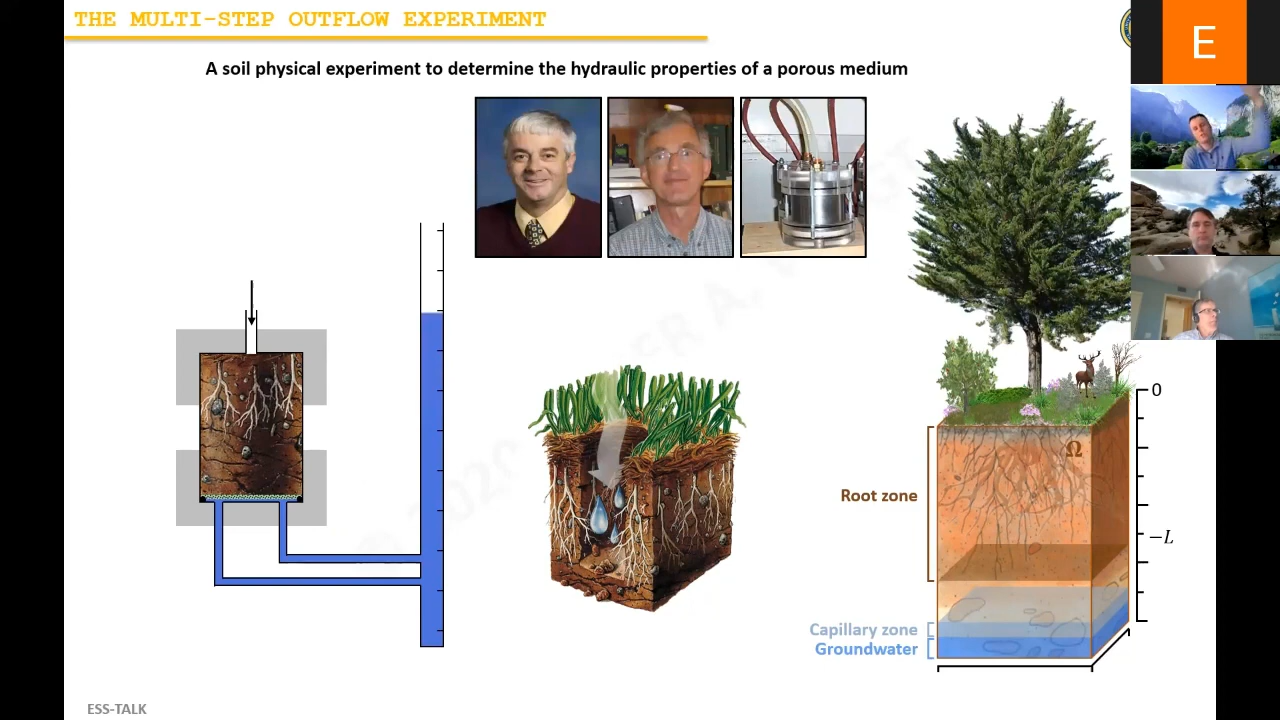 THE MULTI-STEP OUTFLOW EXPERIMENT
E
A soil physical experiment to determine the hydraulic properties of a porous medium
0
Ω
Root zone
−L
Capillary zone
Groundwater
ESS-TALK